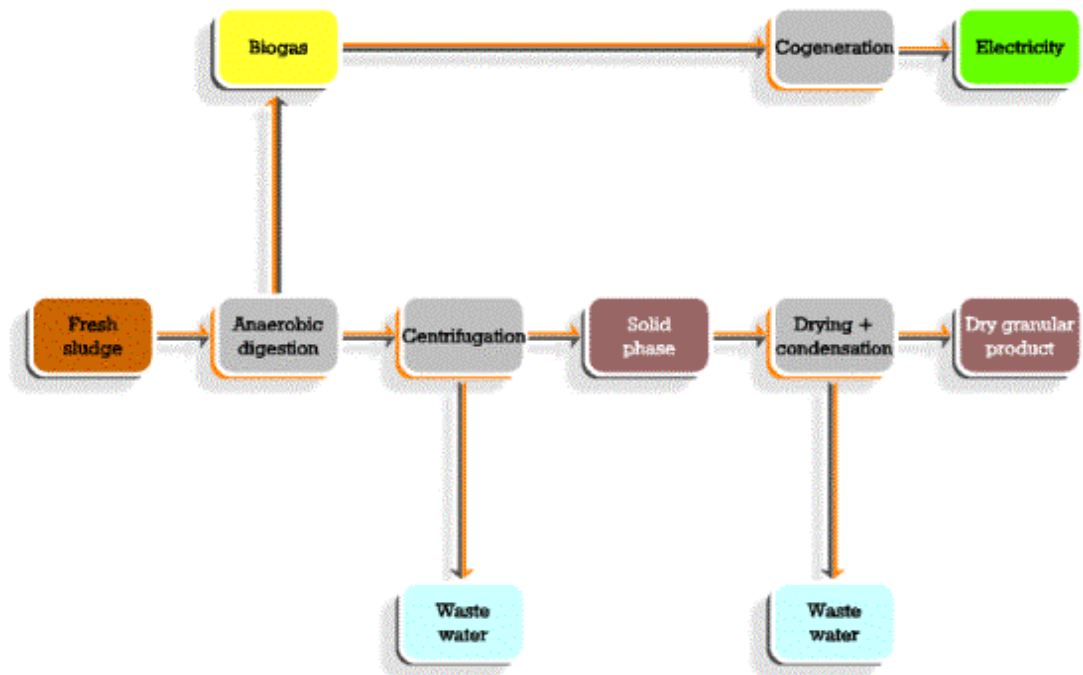 Biogas
Cogeneration
Electricity
Fresh
sludge
Anaerobic
digestion
Centrifugation
Solid
phase
Drying +
condensation
Dry granular
product
Waste
water
Waste
water